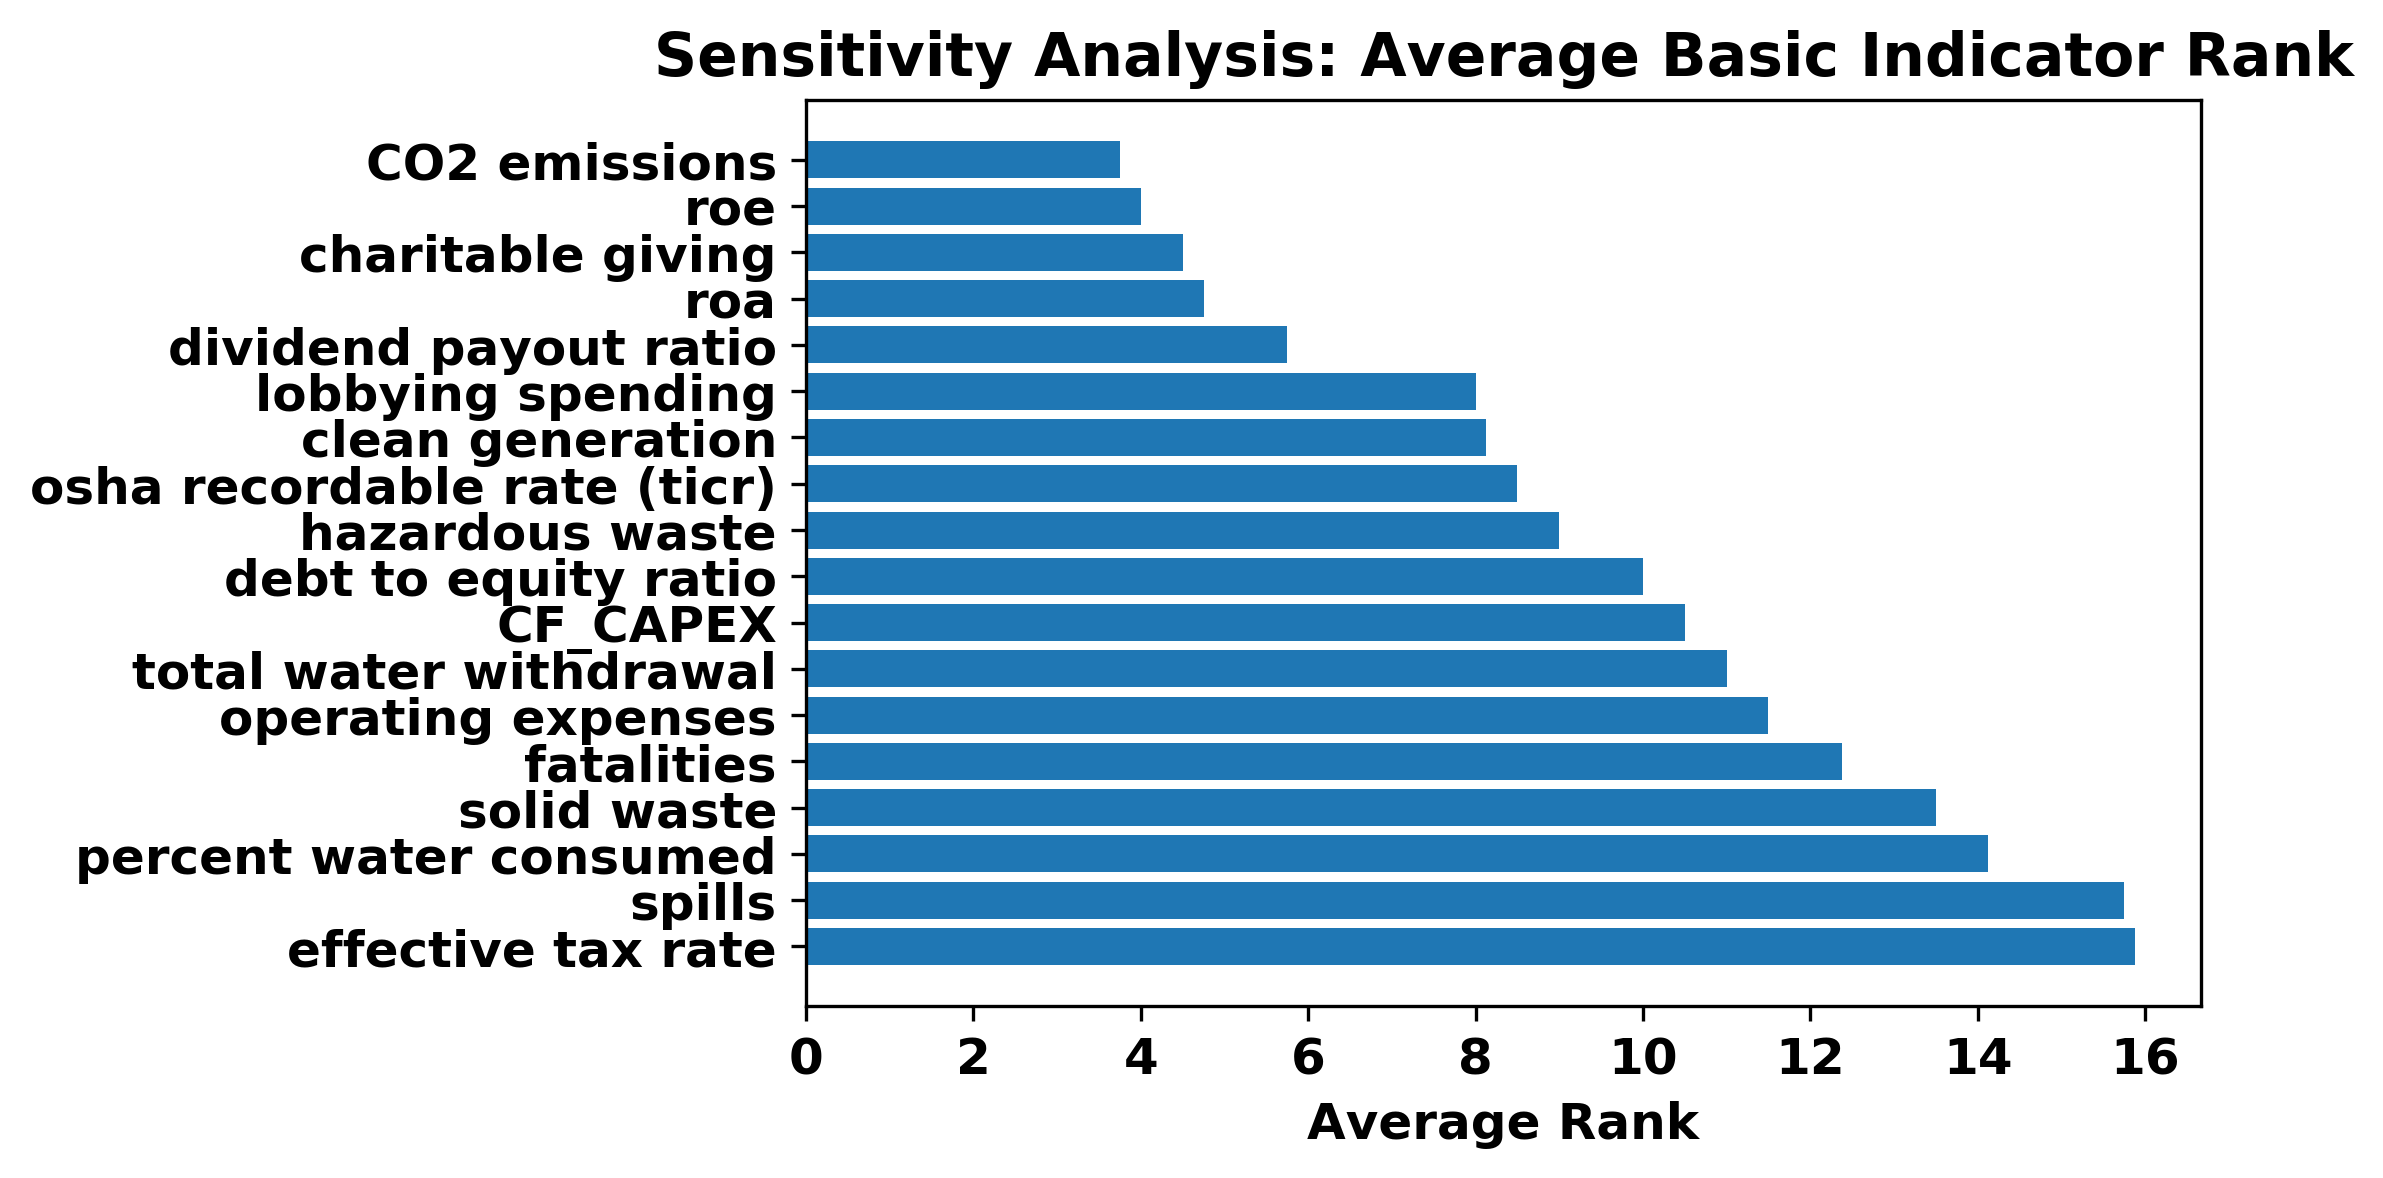 Sensitivity Analysis: Average Basic Indicator Rank
CO2 emissions
roe
charitable giving
roa
dividend payout ratio
lobbying spending
clean generation
osha recordable rate (ticr)
hazardous waste
debt to equity ratio
CF_CAPEX
total water withdrawal
operating expenses
fatalities
solid waste
percent water consumed
spills
effective tax rate
0 2 4 6 8 10 12 14 16
Average Rank